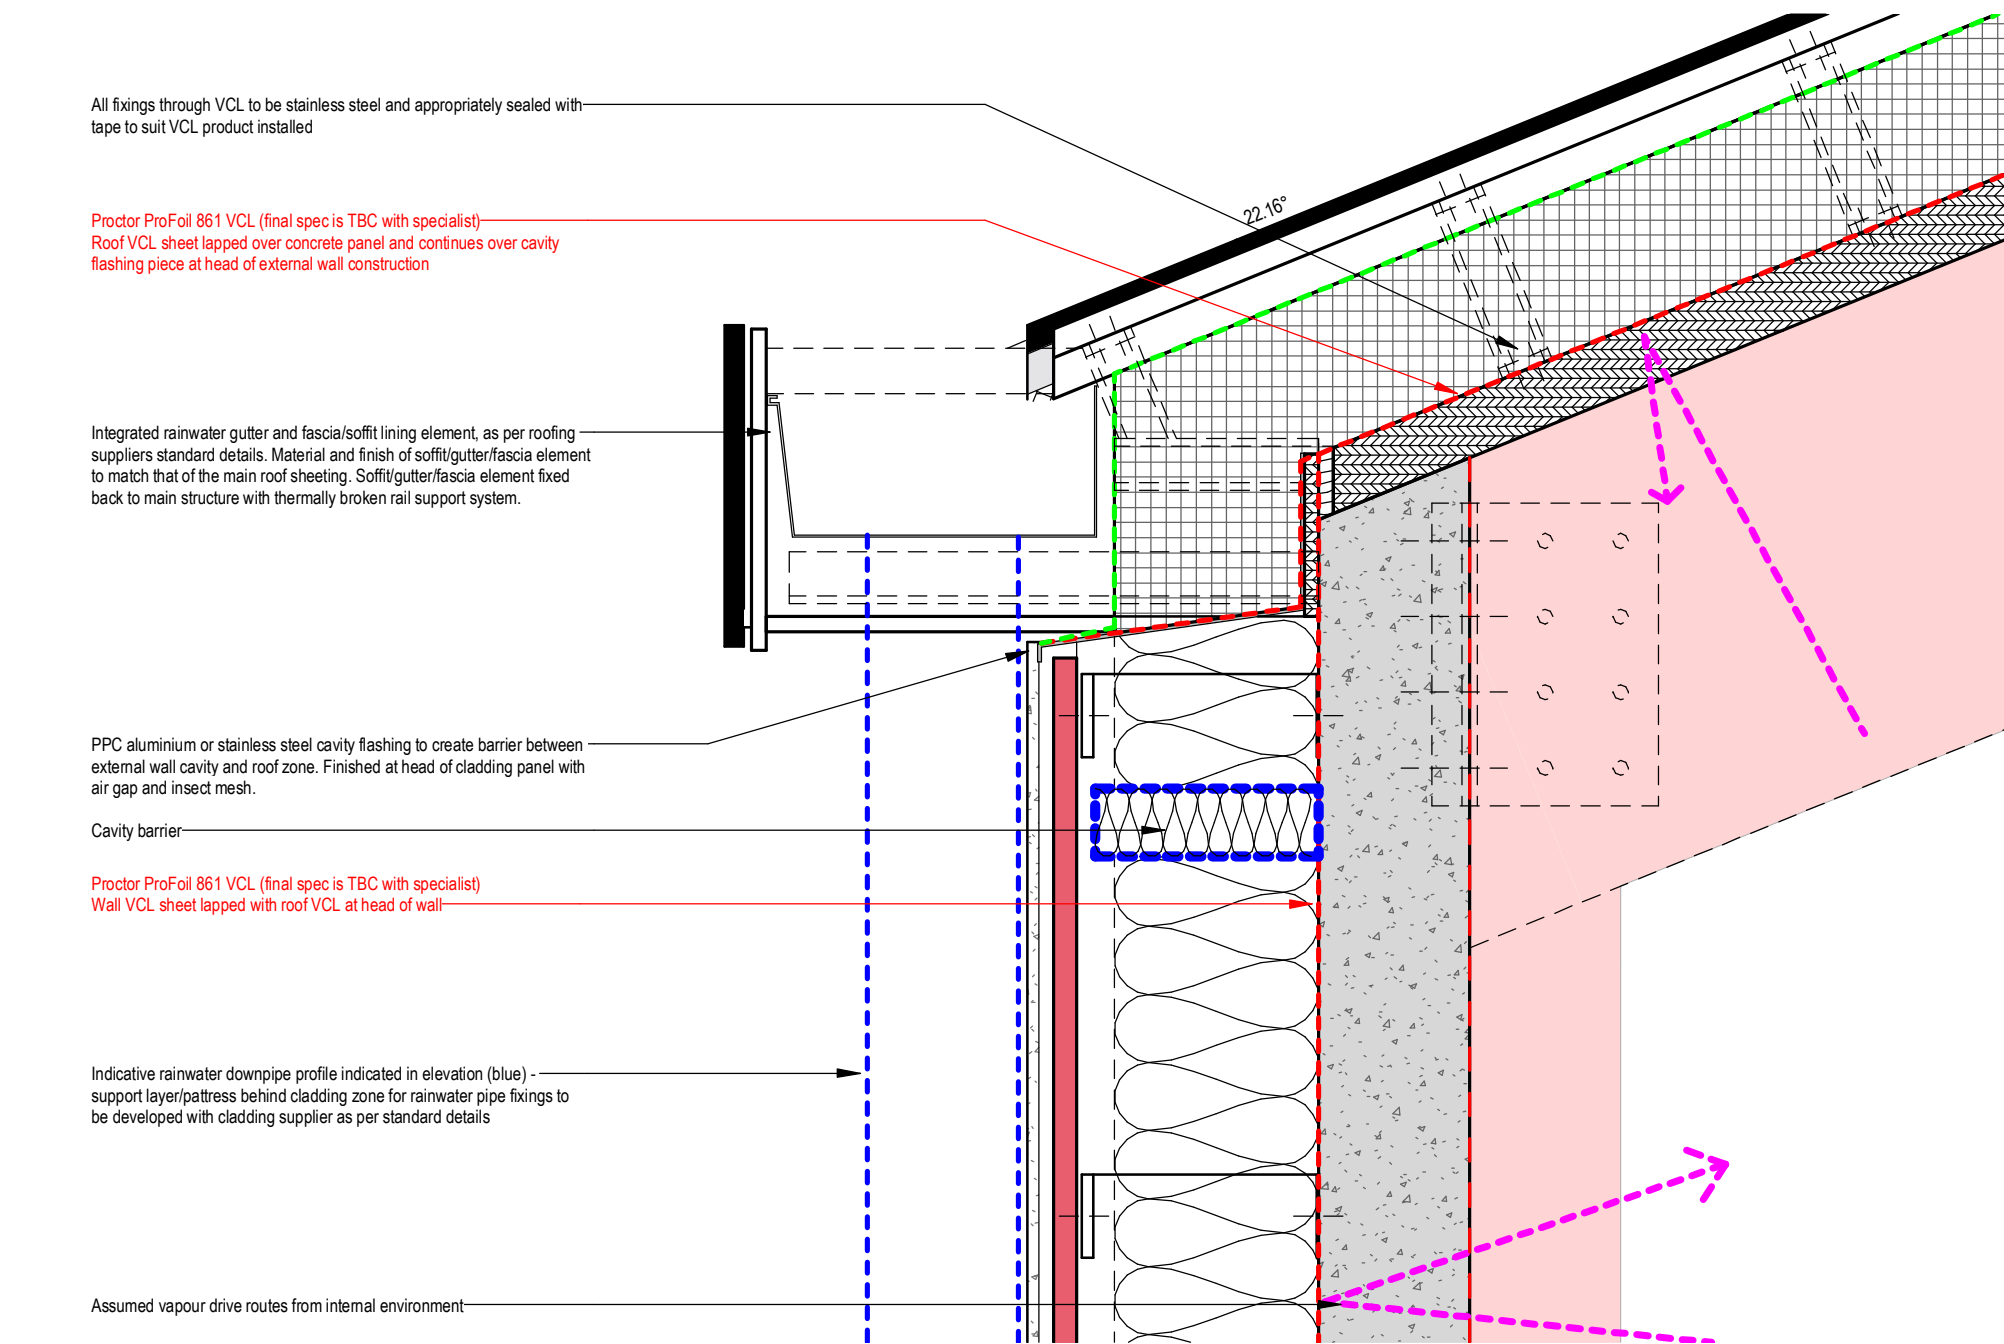 All fixings through VCL to be stainless steel and appropriately sealed with
tape to suit VCL product installed
Proctor ProFoil 861 VCL (final spec is TBC with specialist)
Roof VCL sheet lapped over concrete panel and continues over cavity
flashing piece at head of external wall construction
22.16°
Integrated rainwater gutter and fascia/soffit lining element, as per roofing
suppliers standard details. Material and finish of soffit/gutter/fascia element
to match that of the main roof sheeting. Soffit/gutter/fascia element fixed
back to main structure with thermally broken rail support system.
PPC aluminium or stainless steel cavity flashing to create barrier between
external wall cavity and roof zone. Finished at head of cladding panel with
air gap and insect mesh.
Cavity barrier
Proctor ProFoil 861 VCL (final spec is TBC with specialist)
Wall VCL sheet lapped with roof VCL at head of wall
Indicative rainwater downpipe profile indicated in elevation (blue) -
support layer/pattress behind cladding zone for rainwater pipe fixings to
be developed with cladding supplier as per standard details
Assumed vapour drive routes from internal environment